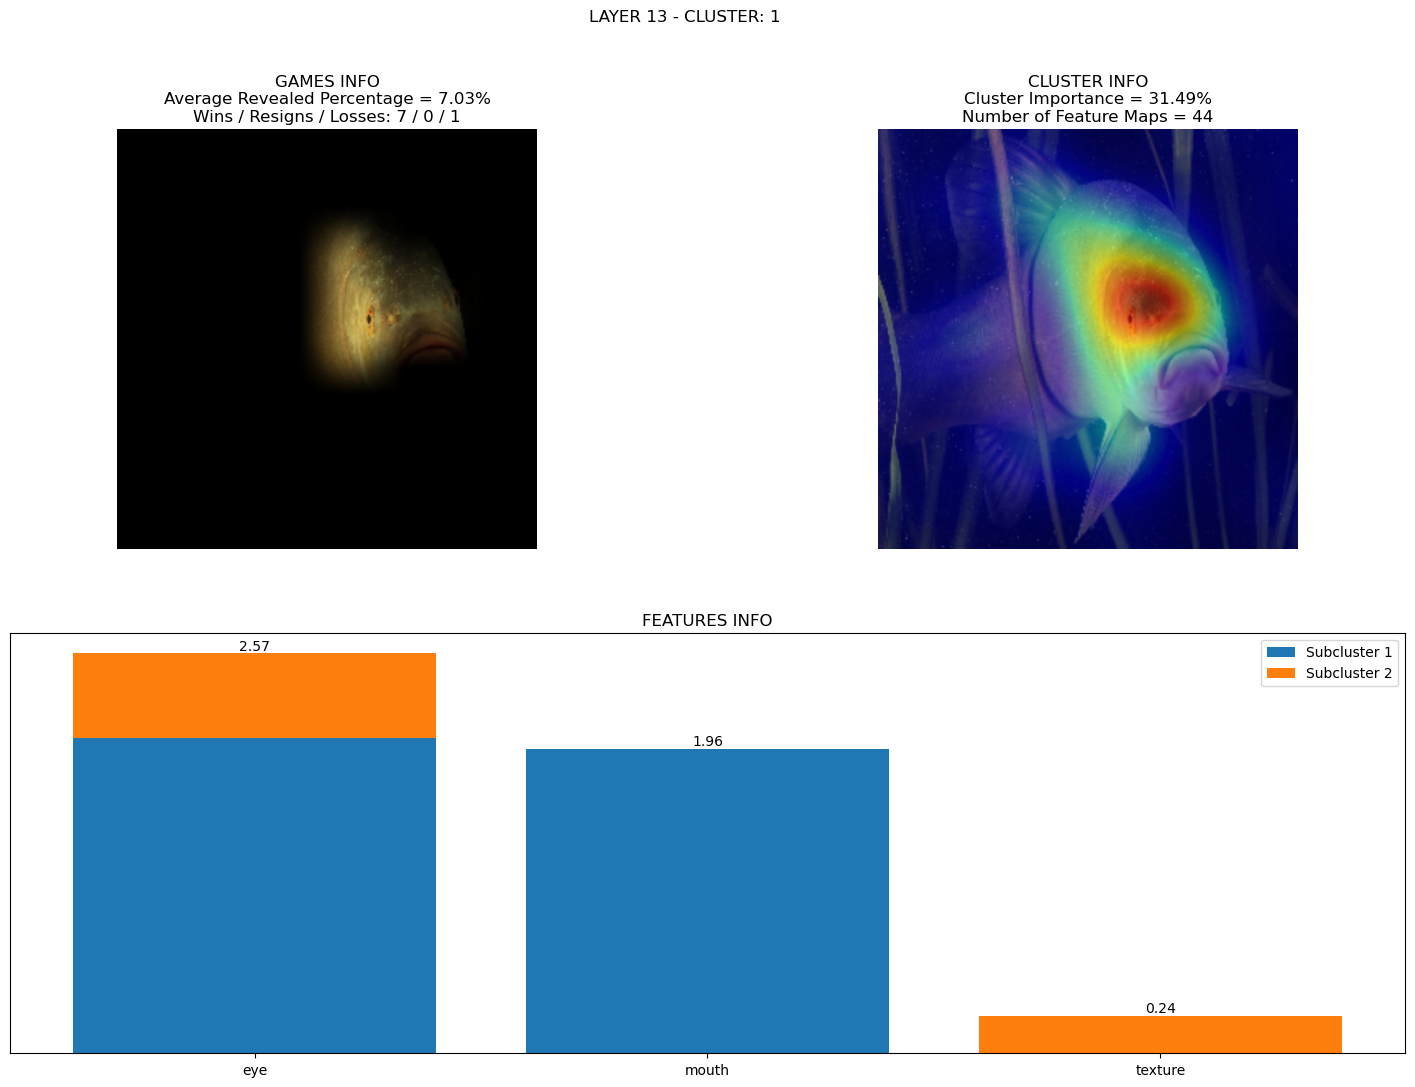 LAYER 13 - CLUSTER: 1
GAMES INFO
Average Revealed Percentage = 7.03%
Wins / Resigns / Losses: 7 / 0 / 1
CLUSTER INFO
Cluster Importance = 31.49%
Number of Feature Maps = 44
FEATURES INFO
2.57
1.96
0.24
Subcluster 1
Subcluster 2
eye
mouth
texture